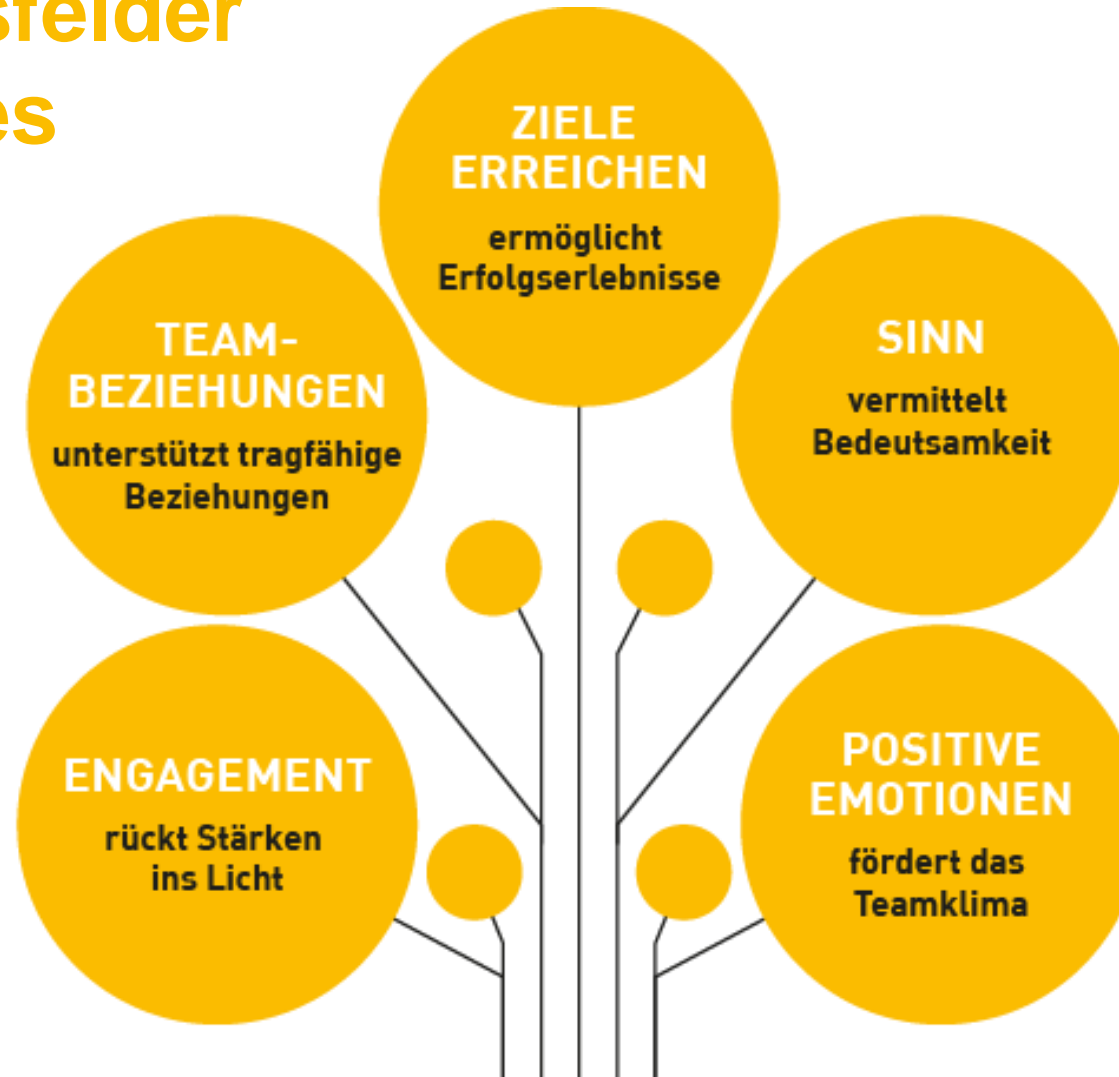 sfelder
es
ZIELE
ERREICHEN
ermöglicht
Erfolgserlebnisse
TEAM-
BEZIEHUNGEN
unterstützt tragfähige
Beziehungen
SINN
vermittelt
Bedeutsamkeit
ENGAGEMENT
rückt Stärken
ins Licht
POSITIVE
EMOTIONEN
fördert das
Teamklima